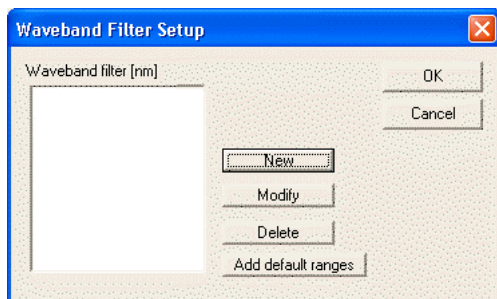 Waveband Filter Setup
Waveband filter [nm]
OK
Cancel
New
Modify
Delete
Add default ranges